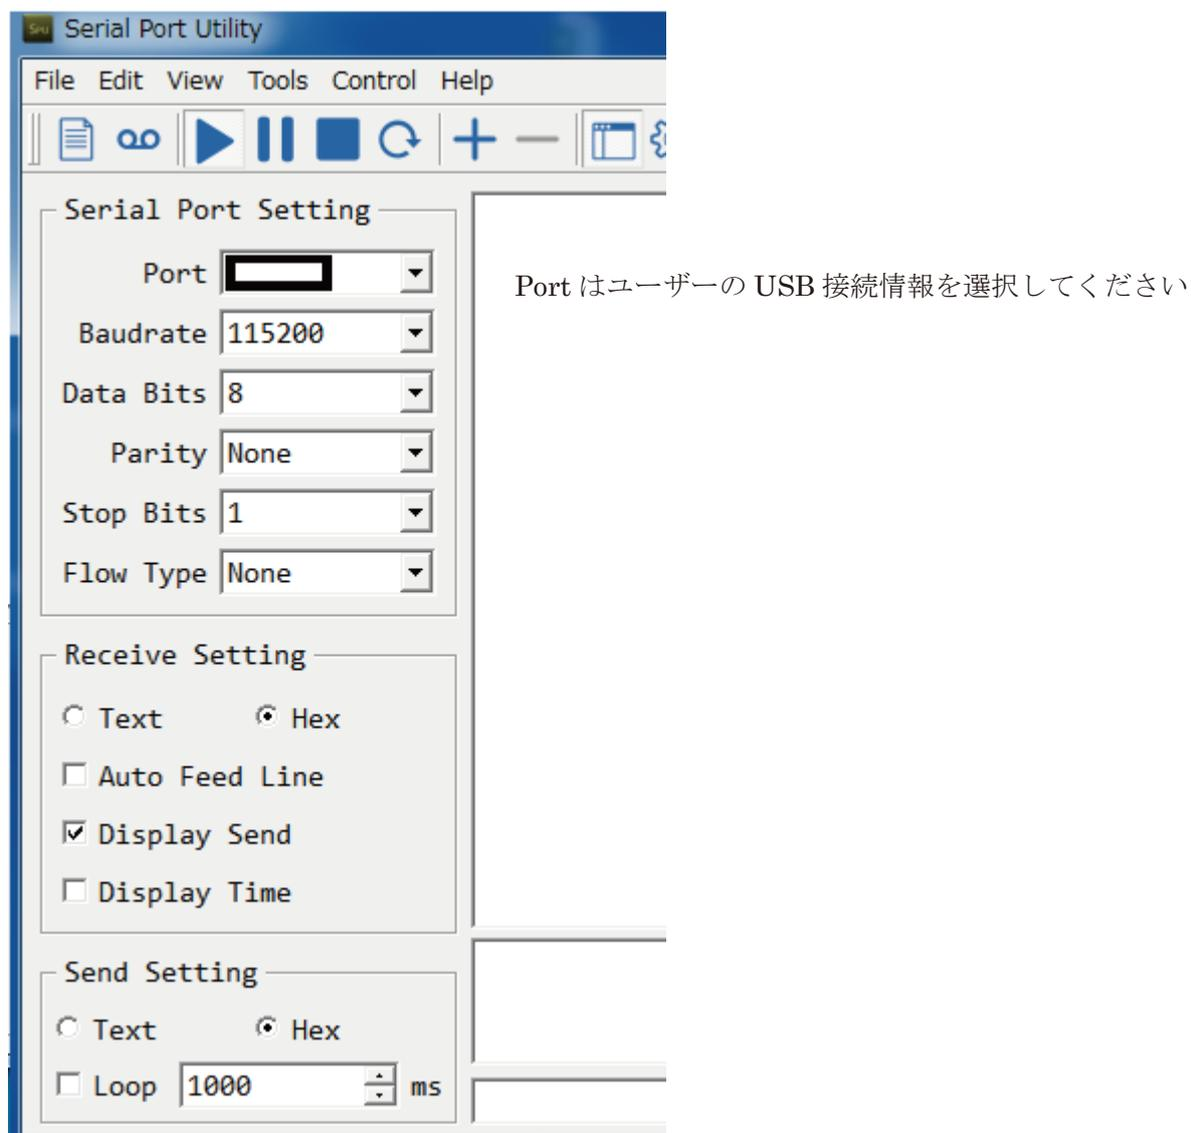 Serial Port Utility
File Edit View Tools Control Help
Serial Port Setting
Port
Port はユーザーの USB 接続情報を選択してください
Baudrate 115200
Data Bits 8
Parity None
Stop Bits 1
Flow Type None
Receive Setting
Text Hex
Auto Feed Line
Display Send
Display Time
Send Setting
Text Hex
Loop 1000 ms